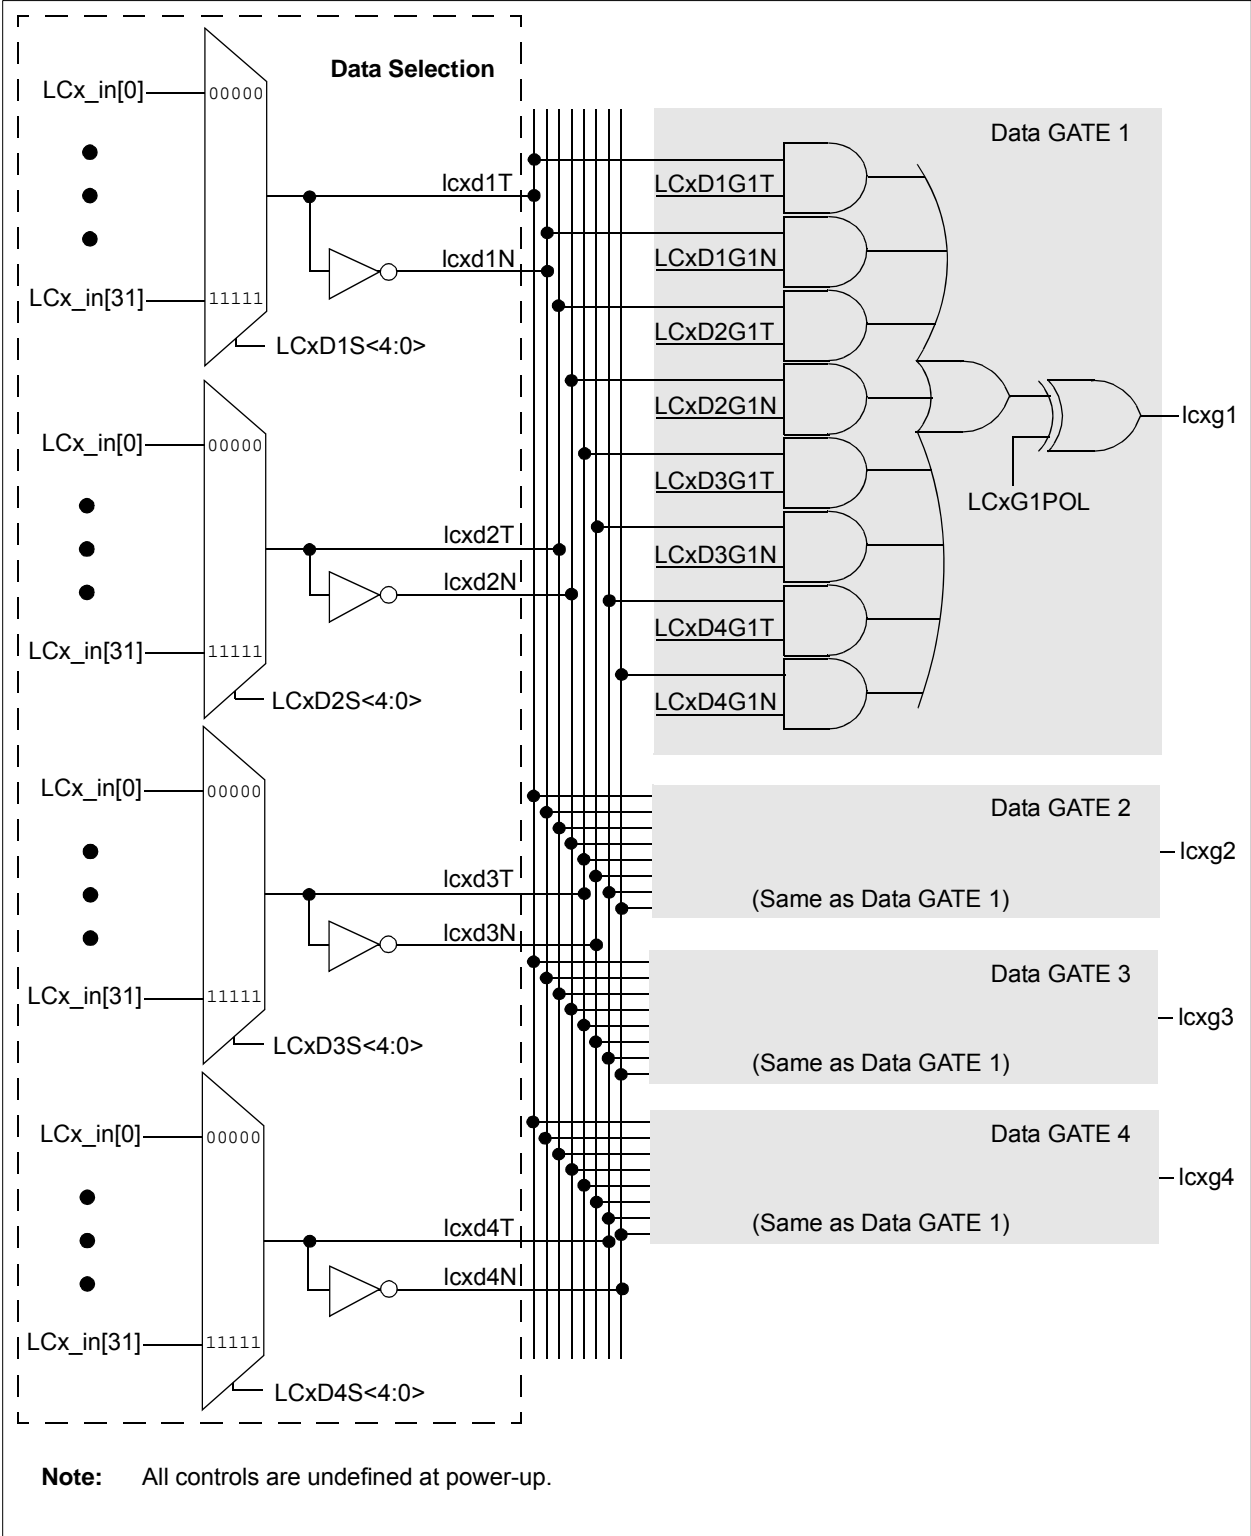 Data Selection
LCx_in[0]
00000
lcxd1T
lcxd1N
LCx_in[31]
11111
LCxD1S<4:0>
LCx_in[0]
00000
lcxd2T
lcxd2N
LCx_in[31]
11111
LCxD2S<4:0>
LCx_in[0]
00000
lcxd3T
lcxd3N
LCx_in[31]
11111
LCxD3S<4:0>
LCx_in[0]
00000
lcxd4T
lcxd4N
LCx_in[31]
11111
LCxD4S<4:0>
Data GATE 1
LCxD1G1T
LCxD1G1N
LCxD2G1T
LCxD2G1N
LCxD3G1T
LCxD3G1N
LCxD4G1T
LCxD4G1N
LCxG1POL
lcxg1
Data GATE 2
lcxg2
(Same as Data GATE 1)
Data GATE 3
lcxg3
(Same as Data GATE 1)
Data GATE 4
lcxg4
(Same as Data GATE 1)
Note: All controls are undefined at power-up.